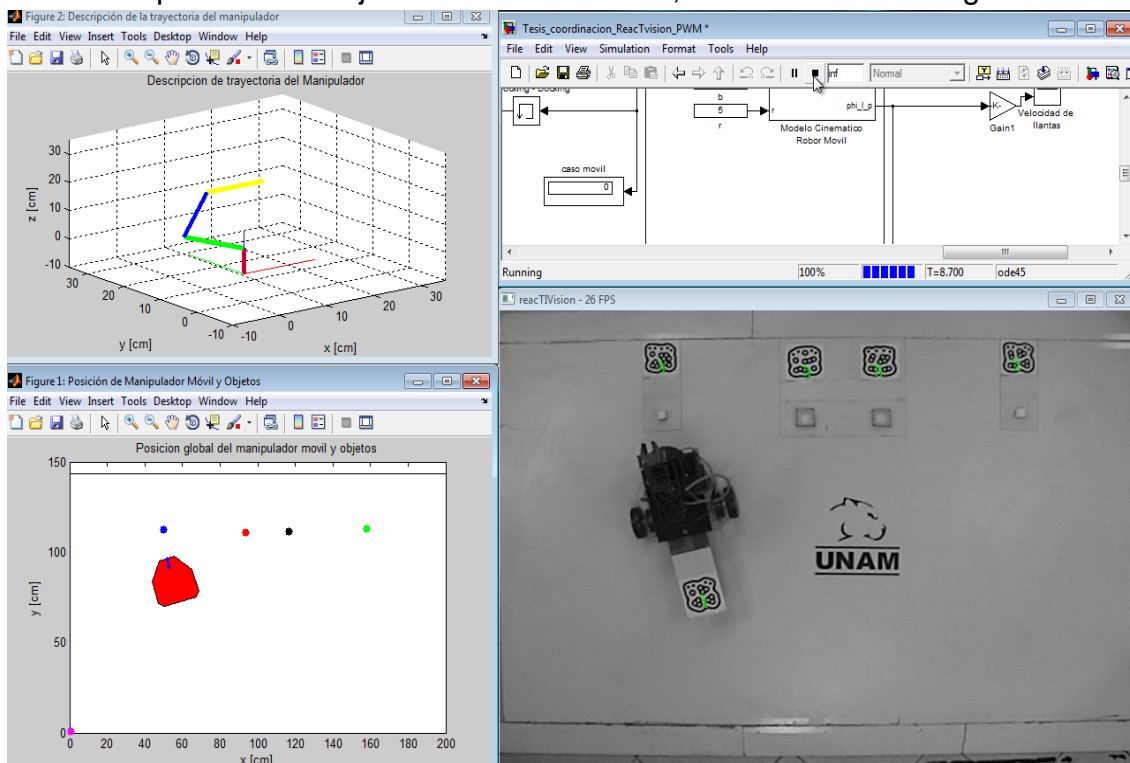 Figure 2: Descripción de la trayectoria del manipulador
File Edit View Insert Tools Desktop Window Help
Descripcion de trayectoria del Manipulador
30
20
10
0
-10
z [cm]
30
20
10
0
-10
y [cm]
-10
0
10
20
30
x [cm]
Tesis_coordinacion_ReacTvision_PWM *
File Edit View Simulation Format Tools Help
inf
Normal
b
5
r
r
phi_I_p
Modelo Cinematico
Robor Movil
K-
Gain1
Velocidad de
llantas
caso movil
0
Running
100%
T=8.700
ode45
Figure 1: Posición de Manipulador Móvil y Objetos
File Edit View Insert Tools Desktop Window Help
Posicion global del manipulador movil y objetos
150
100
50
0
y [cm]
0 20 40 60 80 100 120 140 160 180 200
x [cm]
reacTIVision - 26 FPS
UNAM